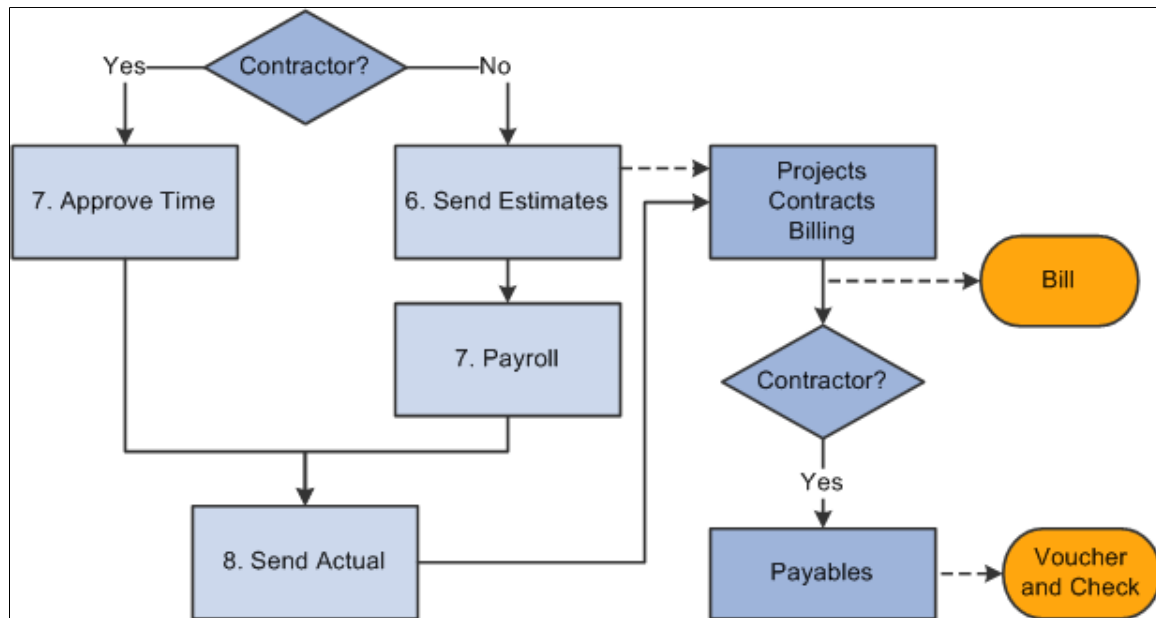 Contractor?
Yes
No
7. Approve Time
6. Send Estimates
Projects
Contracts
Billing
Bill
7. Payroll
Contractor?
Yes
8. Send Actual
Payables
Voucher
and Check